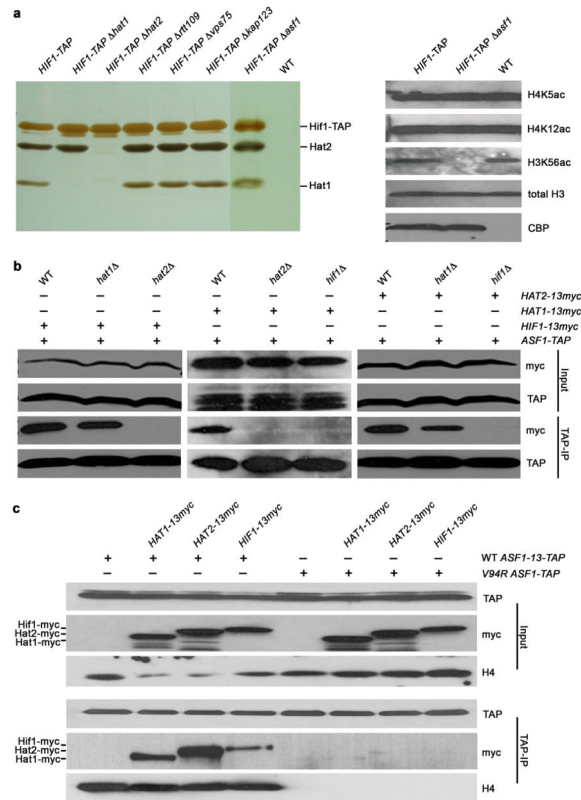 a
HIF1-TAP
HIF1-TAP Δhat1
HIF1-TAP Δhat2
HIF1-TAP Δrtt109
HIF1-TAP Δvps75
HIF1-TAP Δkap123
HIF1-TAP Δasf1
WT
Hif1-TAP
Hat2
Hat1
HIF1-TAP
HIF1-TAP Δasf1
WT
H4K5ac
H4K12ac
H3K56ac
total H3
CBP
b
WT hat1Δ hat2Δ WT hat2Δ hif1Δ WT hat1Δ hif1Δ
– – – – – – + + + HAT2-13myc
– – – + + + – – – HAT1-13myc
+ + + – – – – – – HIF1-13myc
+ + + + + + + + + ASF1-TAP
myc
TAP
Input
myc
TAP
TAP-IP
c
HAT1-13myc HAT2-13myc HIF1-13myc HAT1-13myc HAT2-13myc HIF1-13myc
+ + + + – – – – WT ASF1-13-TAP
– – – – + + + + V94R ASF1-TAP
TAP
Hif1-myc
Hat2-myc
Hat1-myc
myc
H4
Input
TAP
Hif1-myc
Hat2-myc
Hat1-myc
myc
H4
TAP-IP